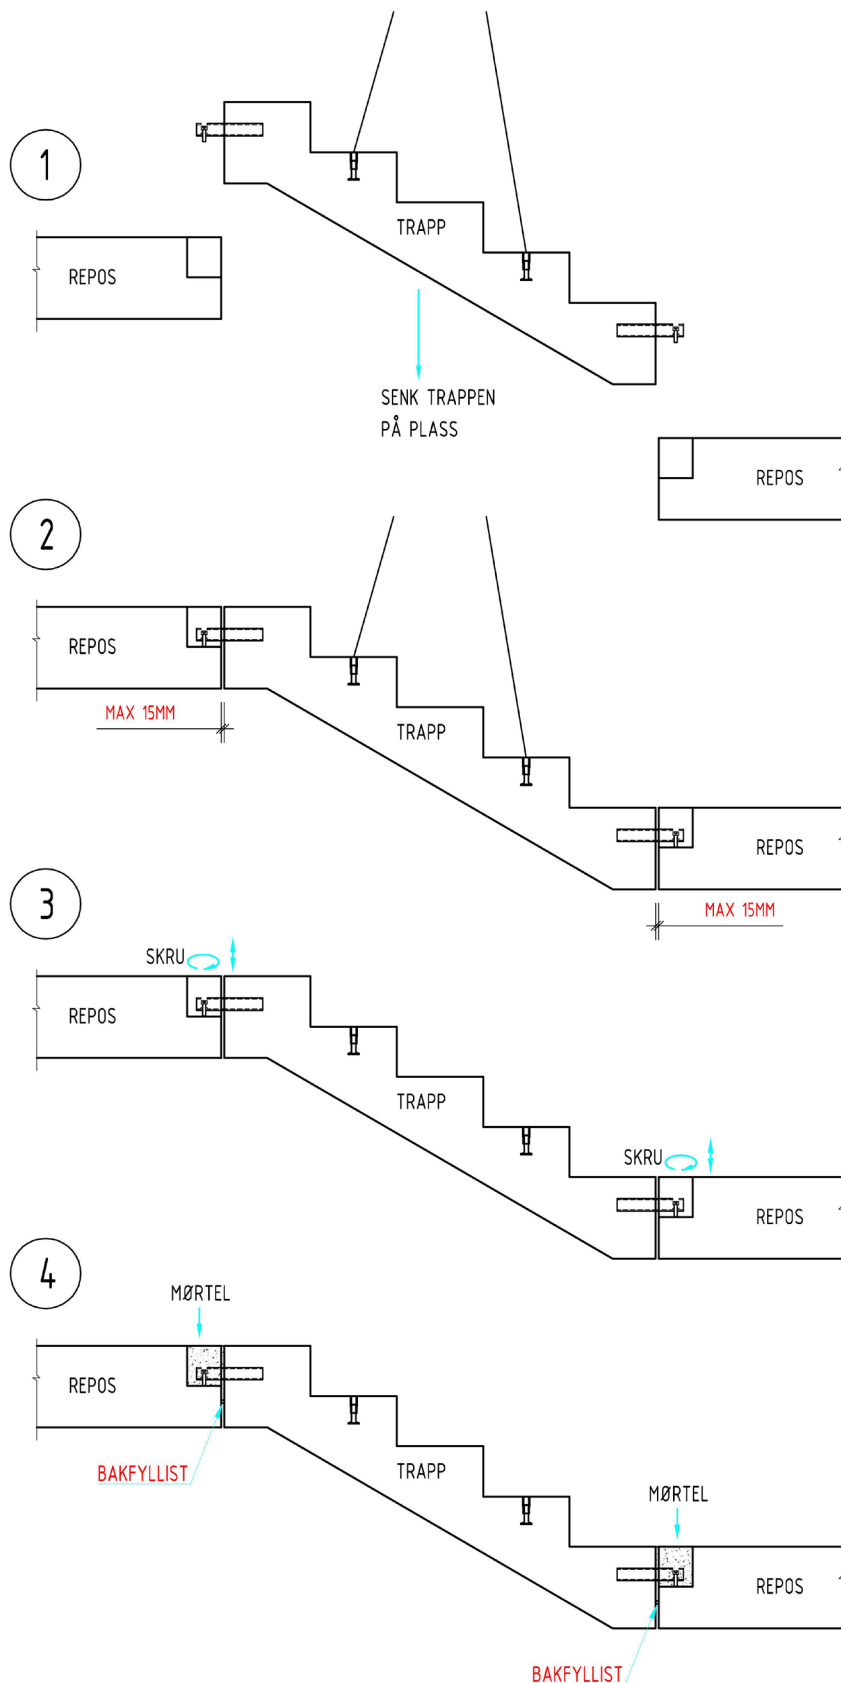 1
TRAPP
REPOS
SENK TRAPPEN
PÅ PLASS
REPOS
2
REPOS
MAX 15MM
TRAPP
REPOS
MAX 15MM
3
SKRU
REPOS
TRAPP
SKRU
REPOS
4
MØRTEL
REPOS
BAKFYLLIST
TRAPP
MØRTEL
REPOS
BAKFYLLIST